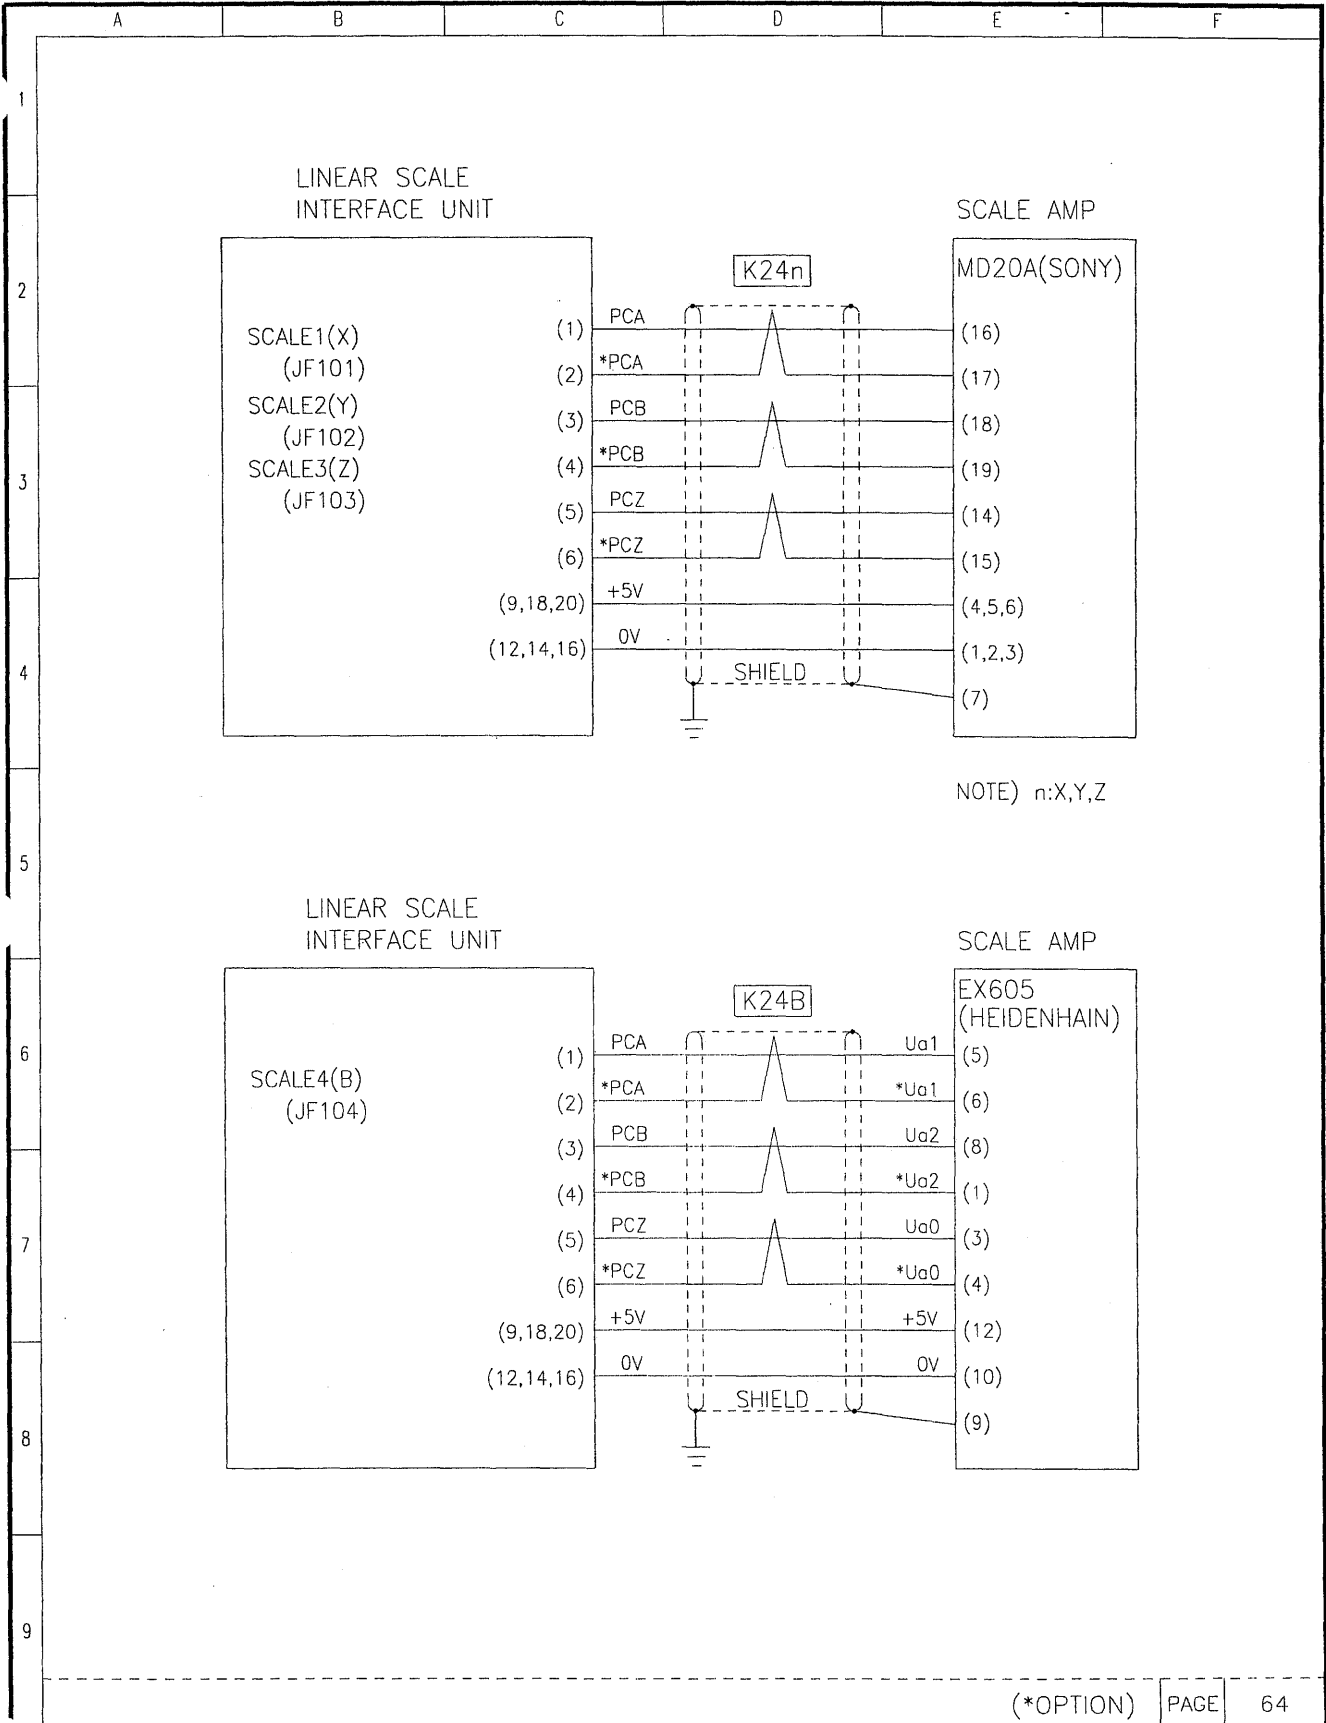 A B C D E F
1
2
3
4
5
6
7
8
9
LINEAR SCALE
INTERFACE UNIT
SCALE1(X)
(JF101)
SCALE2(Y)
(JF102)
SCALE3(Z)
(JF103)
(1)
(2)
(3)
(4)
(5)
(6)
(9,18,20)
(12,14,16)
PCA
*PCA
PCB
*PCB
PCZ
*PCZ
+5V
0V
K24n
SHIELD
SCALE AMP
MD20A(SONY)
(16)
(17)
(18)
(19)
(14)
(15)
(4,5,6)
(1,2,3)
(7)
NOTE) n:X,Y,Z
LINEAR SCALE
INTERFACE UNIT
SCALE4(B)
(JF104)
(1)
(2)
(3)
(4)
(5)
(6)
(9,18,20)
(12,14,16)
PCA
*PCA
PCB
*PCB
PCZ
*PCZ
+5V
0V
K24B
SHIELD
Ua1
*Ua1
Ua2
*Ua2
Ua0
*Ua0
+5V
0V
SCALE AMP
EX605
(HEIDENHAIN)
(5)
(6)
(8)
(1)
(3)
(4)
(12)
(10)
(9)
(*OPTION) PAGE 64